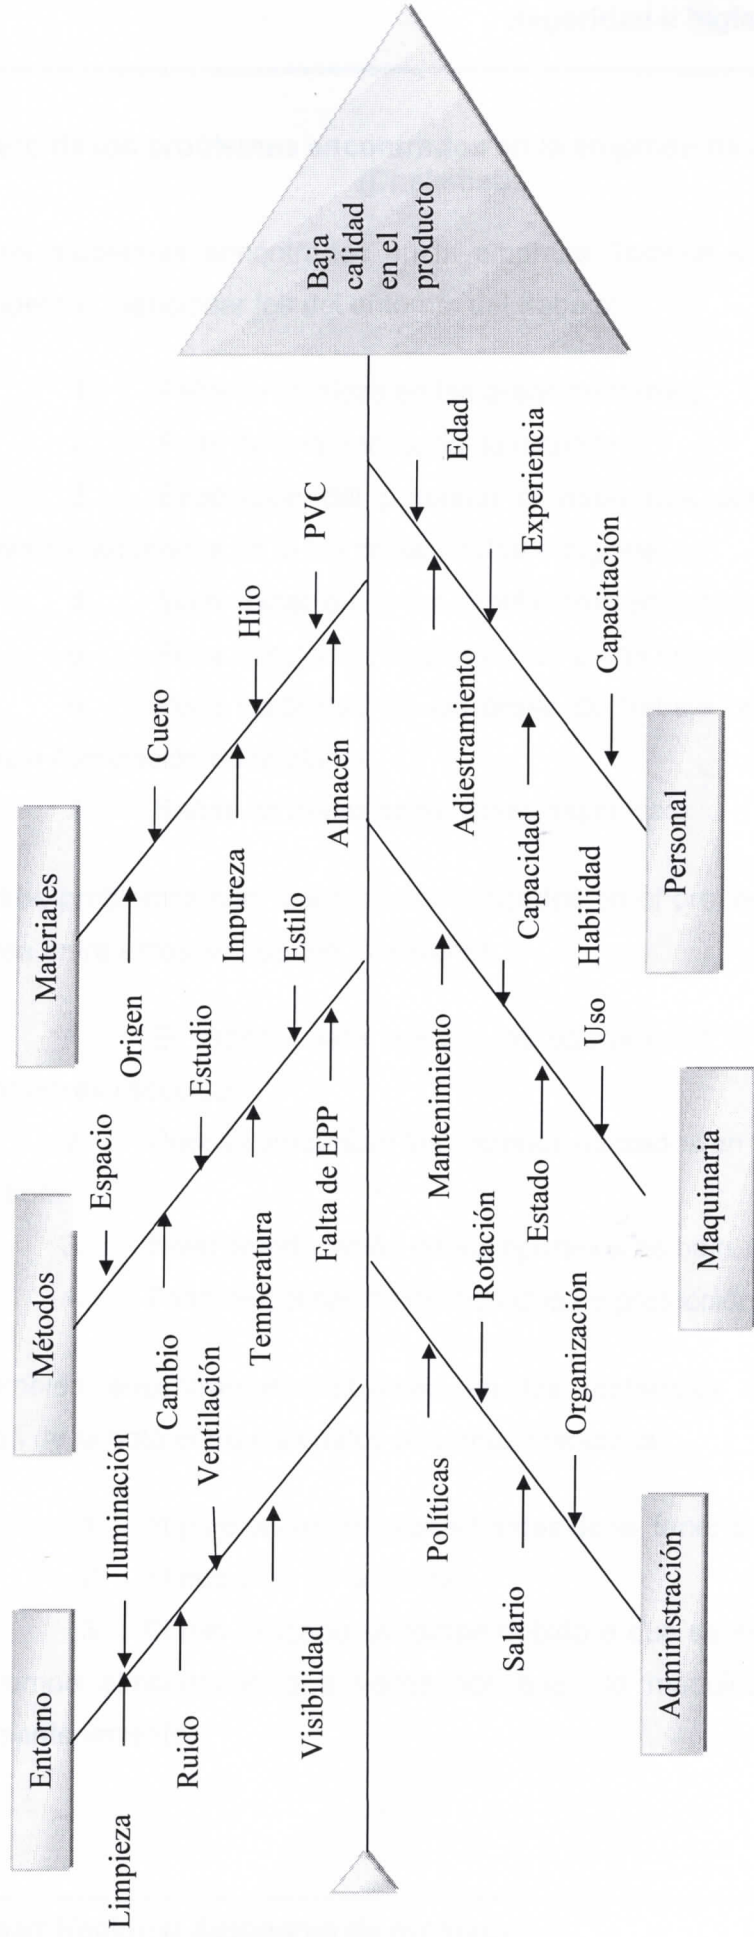 Entorno
Métodos
Materiales
Limpieza
Iluminación
Ruido
Ventilación
Visibilidad
Espacio
Cambio
Estudio
Temperatura
Estilo
Falta de EPP
Origen
Cuero
Impureza
Hilo
Almacén
PVC
Baja
calidad
en el
producto
Políticas
Rotación
Salario
Organización
Administración
Mantenimiento
Capacidad
Estado
Habilidad
Uso
Maquinaria
Adiestramiento
Edad
Experiencia
Capacitación
Personal